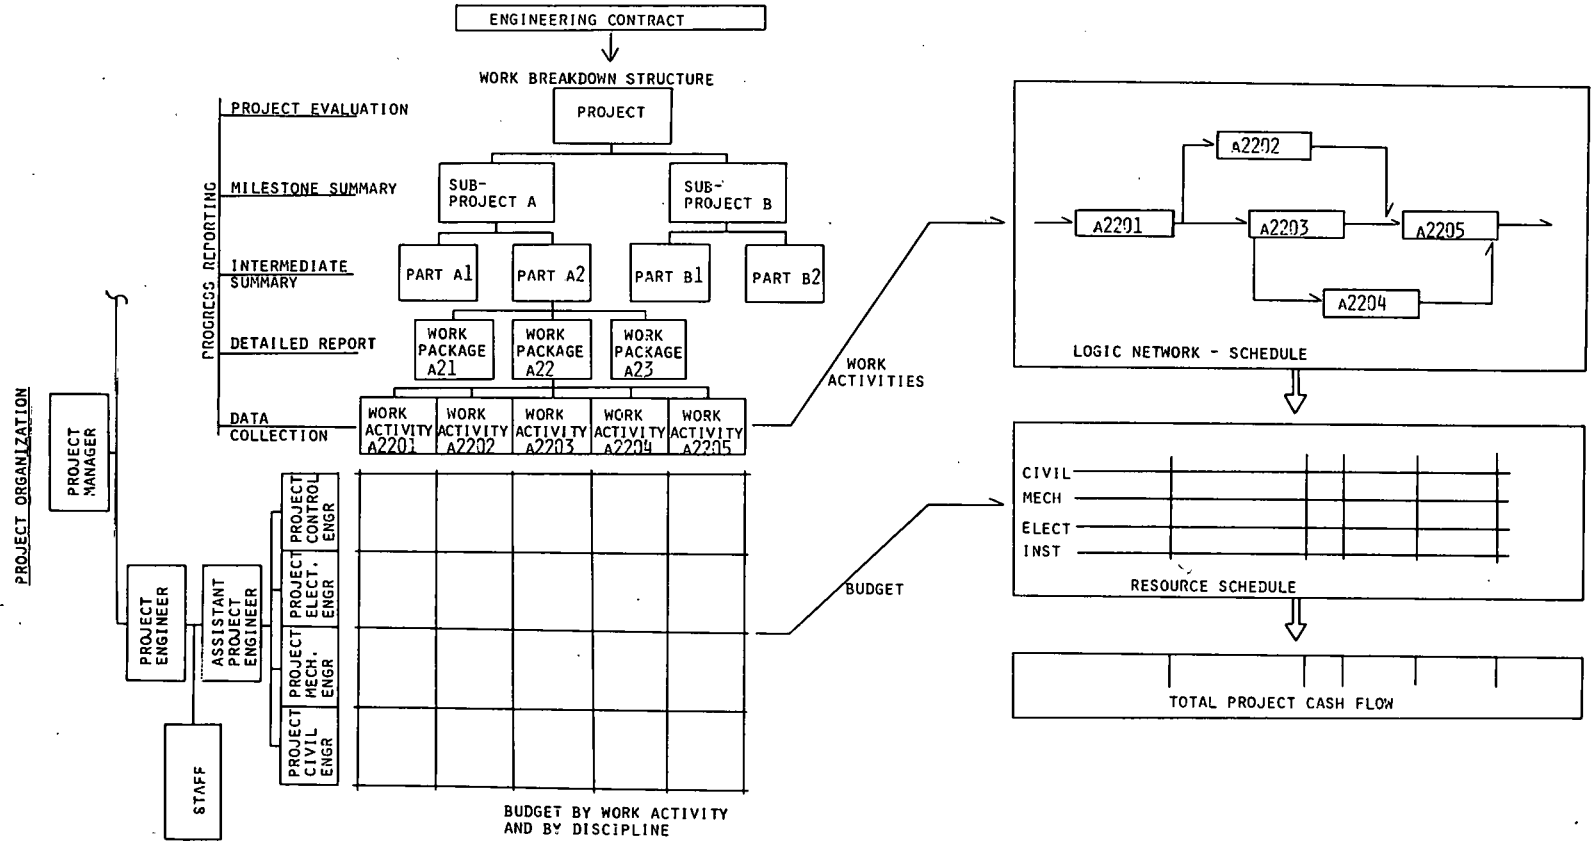 ENGINEERING CONTRACT
WORK BREAKDOWN STRUCTURE
PROJECT EVALUATION
PROJECT
MILESTONE SUMMARY
SUB-
PROJECT A
SUB-
PROJECT B
PROGRESS REPORTING
INTERMEDIATE
SUMMARY
PART A1
PART A2
PART B1
PART B2
DETAILED REPORT
WORK
PACKAGE
A21
WORK
PACKAGE
A22
WORK
PACKAGE
A23
DATA
COLLECTION
WORK
ACTIVITY
A2201
WORK
ACTIVITY
A2202
WORK
ACTIVITY
A2203
WORK
ACTIVITY
A2204
WORK
ACTIVITY
A2205
PROJECT ORGANIZATION
PROJECT
MANAGER
PROJECT
ENGINEER
ASSISTANT
PROJECT
ENGINEER
STAFF
PROJECT
CONTROL
ENGR
PROJECT
ELECT.
ENGR
PROJECT
MECH.
ENGR
PROJECT
CIVIL
ENGR
BUDGET BY WORK ACTIVITY
AND BY DISCIPLINE
WORK
ACTIVITIES
BUDGET
A2202
A2201
A2203
A2205
A2204
LOGIC NETWORK - SCHEDULE
CIVIL
MECH
ELECT
INST
RESOURCE SCHEDULE
TOTAL PROJECT CASH FLOW